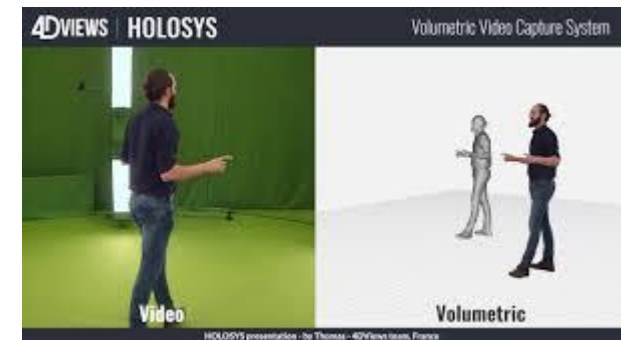 4DVIEWS | HOLOSYS
Volumetric Video Capture System
Video
Volumetric
HOLOSYS presentation - by Thomas - 4DViews team, France